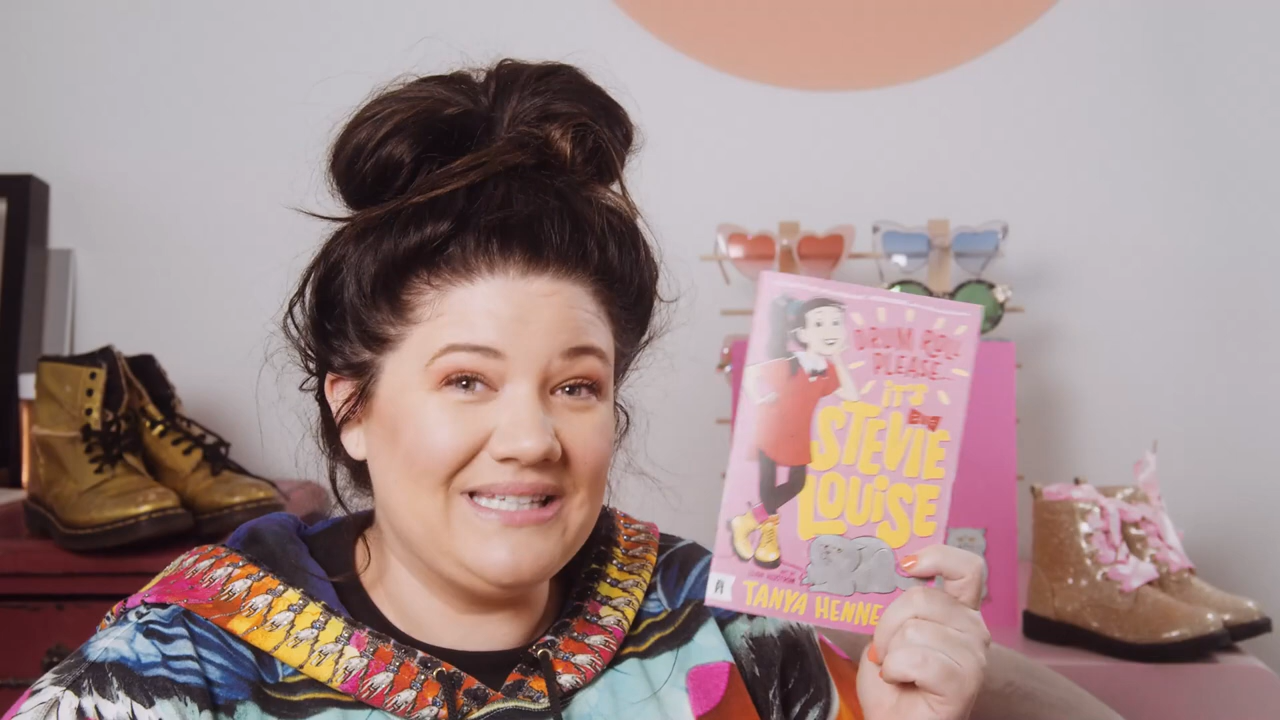 DRUM ROLL
PLEASE...
it's
STEVIE
LOUiSE
TANYA HENNE